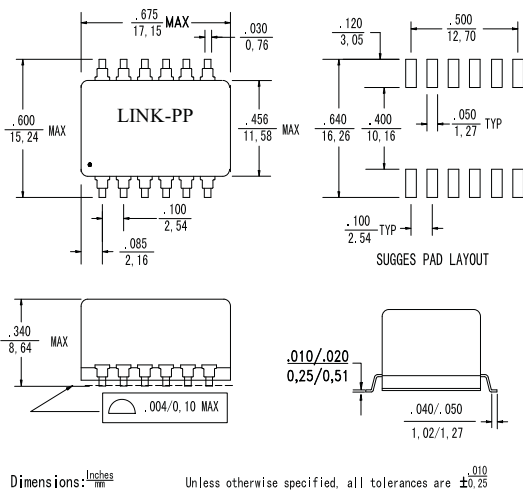 .675
17,15
MAX
.030
0,76
.120
3,05
.500
12,70
LINK-PP
.600
15,24
MAX
.456
11,58
MAX
.640
16,26
.400
10,16
.050
1,27
TYP
.100
2,54
.085
2,16
.100
2.54
TYP
SUGGES PAD LAYOUT
.340
8,64
MAX
.004/0,10 MAX
.010/.020
0,25/0,51
.040/.050
1,02/1,27
Dimensions: Inches
mm
Unless otherwise specified, all tolerances are ± .010
0,25